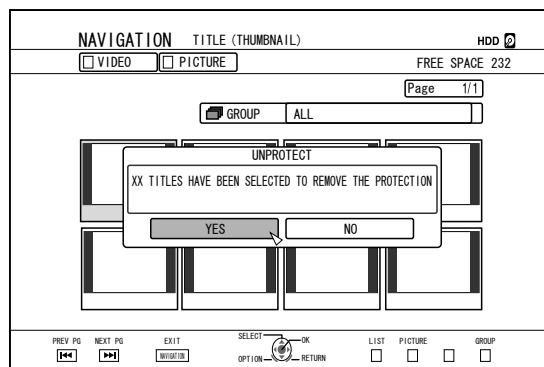 NAVIGATION TITLE (THUMBNAIL) HDD
VIDEO PICTURE FREE SPACE 232
Page 1/1
GROUP ALL
UNPROTECT
XX TITLES HAVE BEEN SELECTED TO REMOVE THE PROTECTION
YES NO
PREV PG NEXT PG EXIT SELECT OK LIST PICTURE GROUP
NAVIGATION OPTION RETURN